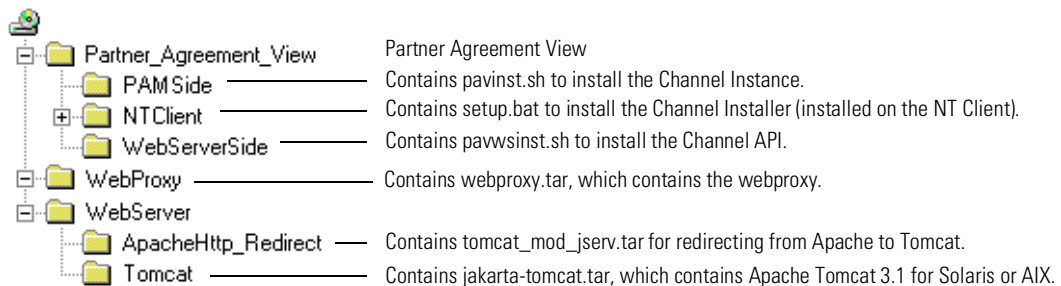 Partner_Agreement_View Partner Agreement View
PAMSide Contains pavinst.sh to install the Channel Instance.
NTClient Contains setup.bat to install the Channel Installer (installed on the NT Client).
WebServerSide Contains pavwsinst.sh to install the Channel API.
WebProxy Contains webproxy.tar, which contains the webproxy.
WebServer
ApacheHttp_Redirect Contains tomcat_mod_jserv.tar for redirecting from Apache to Tomcat.
Tomcat Contains jakarta-tomcat.tar, which contains Apache Tomcat 3.1 for Solaris or AIX.